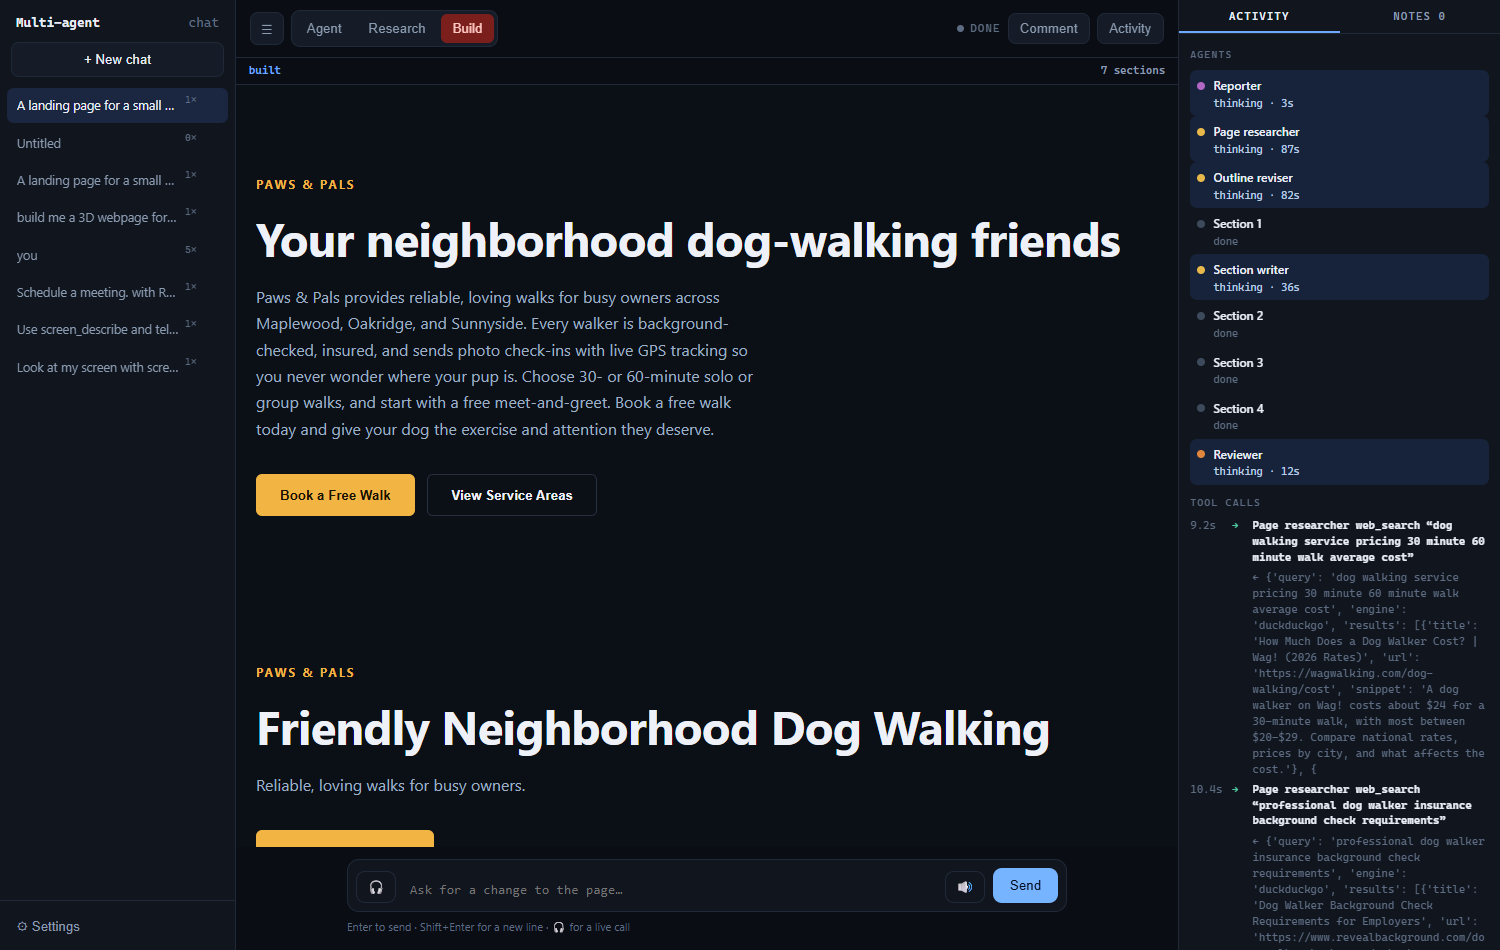 Multi-agent
chat
+ New chat
A landing page for a small ... 1×
Untitled 0×
A landing page for a small ... 1×
build me a 3D webpage for... 1×
you 5×
Schedule a meeting. with R... 1×
Use screen_describe and tel... 1×
Look at my screen with scre... 1×
⚙ Settings
☰
Agent
Research
Build
DONE
Comment
Activity
built
7 sections
PAWS & PALS
Your neighborhood dog-walking friends
Paws & Pals provides reliable, loving walks for busy owners across
Maplewood, Oakridge, and Sunnyside. Every walker is background-
checked, insured, and sends photo check-ins with live GPS tracking so
you never wonder where your pup is. Choose 30- or 60-minute solo or
group walks, and start with a free meet-and-greet. Book a free walk
today and give your dog the exercise and attention they deserve.
Book a Free Walk
View Service Areas
PAWS & PALS
Friendly Neighborhood Dog Walking
Reliable, loving walks for busy owners.
Ask for a change to the page…
Send
Enter to send · Shift+Enter for a new line · 🎧 for a live call
ACTIVITY
NOTES 0
AGENTS
Reporter
thinking · 3s
Page researcher
thinking · 87s
Outline reviser
thinking · 82s
Section 1
done
Section writer
thinking · 36s
Section 2
done
Section 3
done
Section 4
done
Reviewer
thinking · 12s
TOOL CALLS
9.2s → Page researcher web_search “dog
walking service pricing 30 minute 60
minute walk average cost”
← {'query': 'dog walking service
pricing 30 minute 60 minute walk
average cost', 'engine':
'duckduckgo', 'results': [{'title':
'How Much Does a Dog Walker Cost? |
Wag! (2026 Rates)', 'url':
'https://wagwalking.com/dog-
walking/cost', 'snippet': 'A dog
walker on Wag! costs about $24 for a
30-minute walk, with most between
$20–$29. Compare national rates,
prices by city, and what affects the
cost.'}, {
10.4s → Page researcher web_search
“professional dog walker insurance
background check requirements”
← {'query': 'professional dog walker
insurance background check
requirements', 'engine':
'duckduckgo', 'results': [{'title':
'Dog Walker Background Check
Requirements for Employers', 'url':
'https://www.revealbackground.com/do